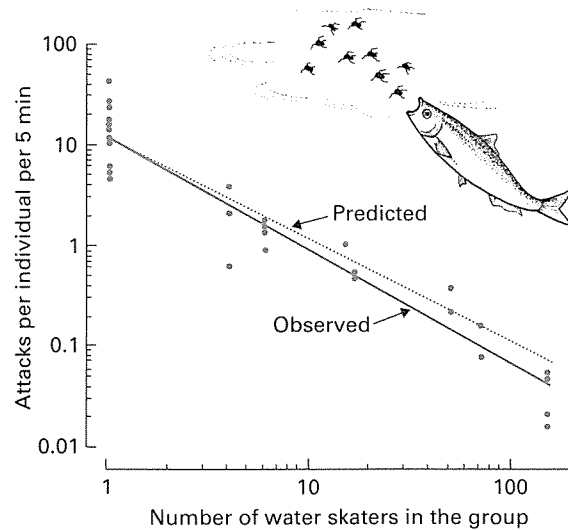 Attacks per individual per 5 min
100
10
1
0.1
0.01
Predicted
Observed
1
10
100
Number of water skaters in the group